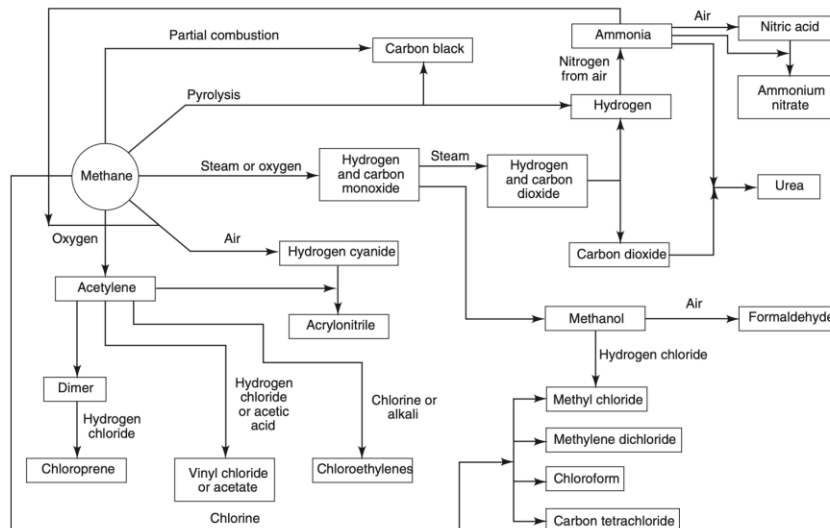 Partial combustion
Carbon black
Ammonia
Air
Nitric acid
Nitrogen
from air
Ammonium
nitrate
Pyrolysis
Hydrogen
Methane
Steam or oxygen
Hydrogen
and carbon
monoxide
Steam
Hydrogen
and carbon
dioxide
Urea
Oxygen
Air
Hydrogen cyanide
Carbon dioxide
Acetylene
Acrylonitrile
Methanol
Air
Formaldehyde
Hydrogen chloride
Dimer
Hydrogen
chloride
Hydrogen
chloride
or acetic
acid
Chlorine or
alkali
Methyl chloride
Methylene dichloride
Chloroprene
Vinyl chloride
or acetate
Chloroethylenes
Chloroform
Chlorine
Carbon tetrachloride